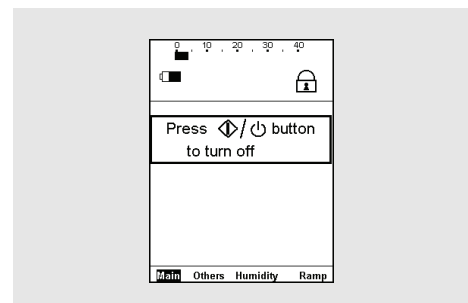 0 . 10 . 20 . 30 . 40
Press /  button
to turn off
Main Others Humidity Ramp